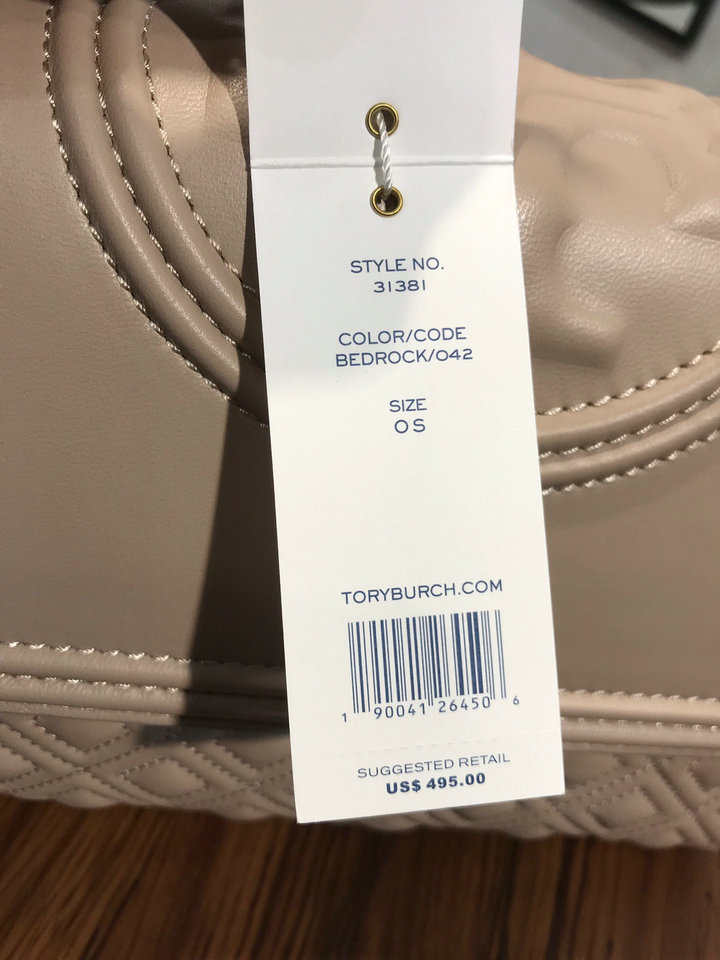 STYLE NO.
31381
COLOR/CODE
BEDROCK/042
SIZE
OS
TORYBURCH.COM
1 90041 26450 6
SUGGESTED RETAIL
US$ 495.00